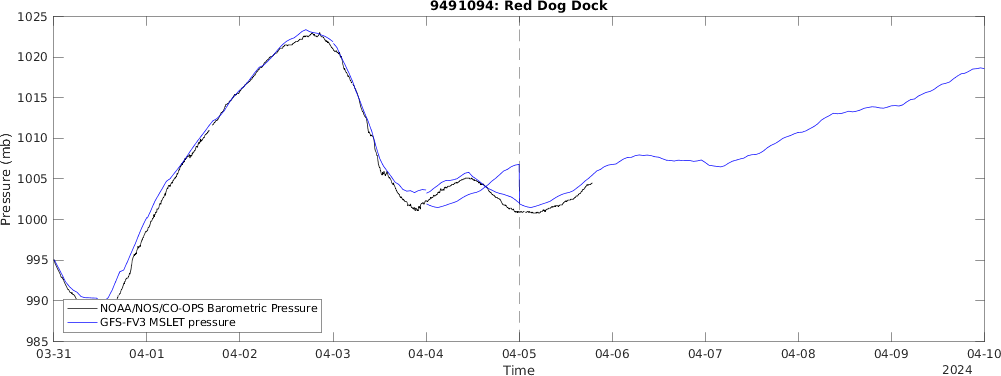 9491094: Red Dog Dock
Pressure (mb)
1025
1020
1015
1010
1005
1000
995
990
985
NOAA/NOS/CO-OPS Barometric Pressure
GFS-FV3 MSLET pressure
03-31 04-01 04-02 04-03 04-04 04-05 04-06 04-07 04-08 04-09 04-10
Time
2024